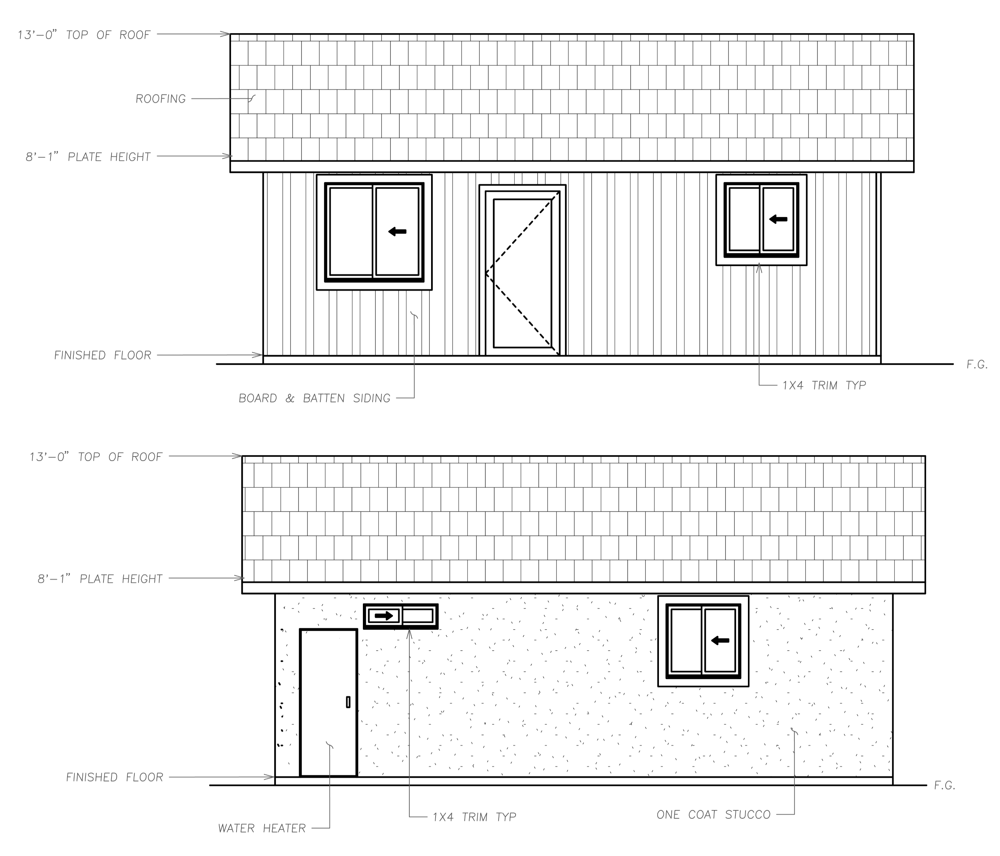 13'-0" TOP OF ROOF
ROOFING
8'-1" PLATE HEIGHT
FINISHED FLOOR
F.G.
1X4 TRIM TYP
BOARD & BATTEN SIDING
13'-0" TOP OF ROOF
8'-1" PLATE HEIGHT
FINISHED FLOOR
F.G.
1X4 TRIM TYP
ONE COAT STUCCO
WATER HEATER